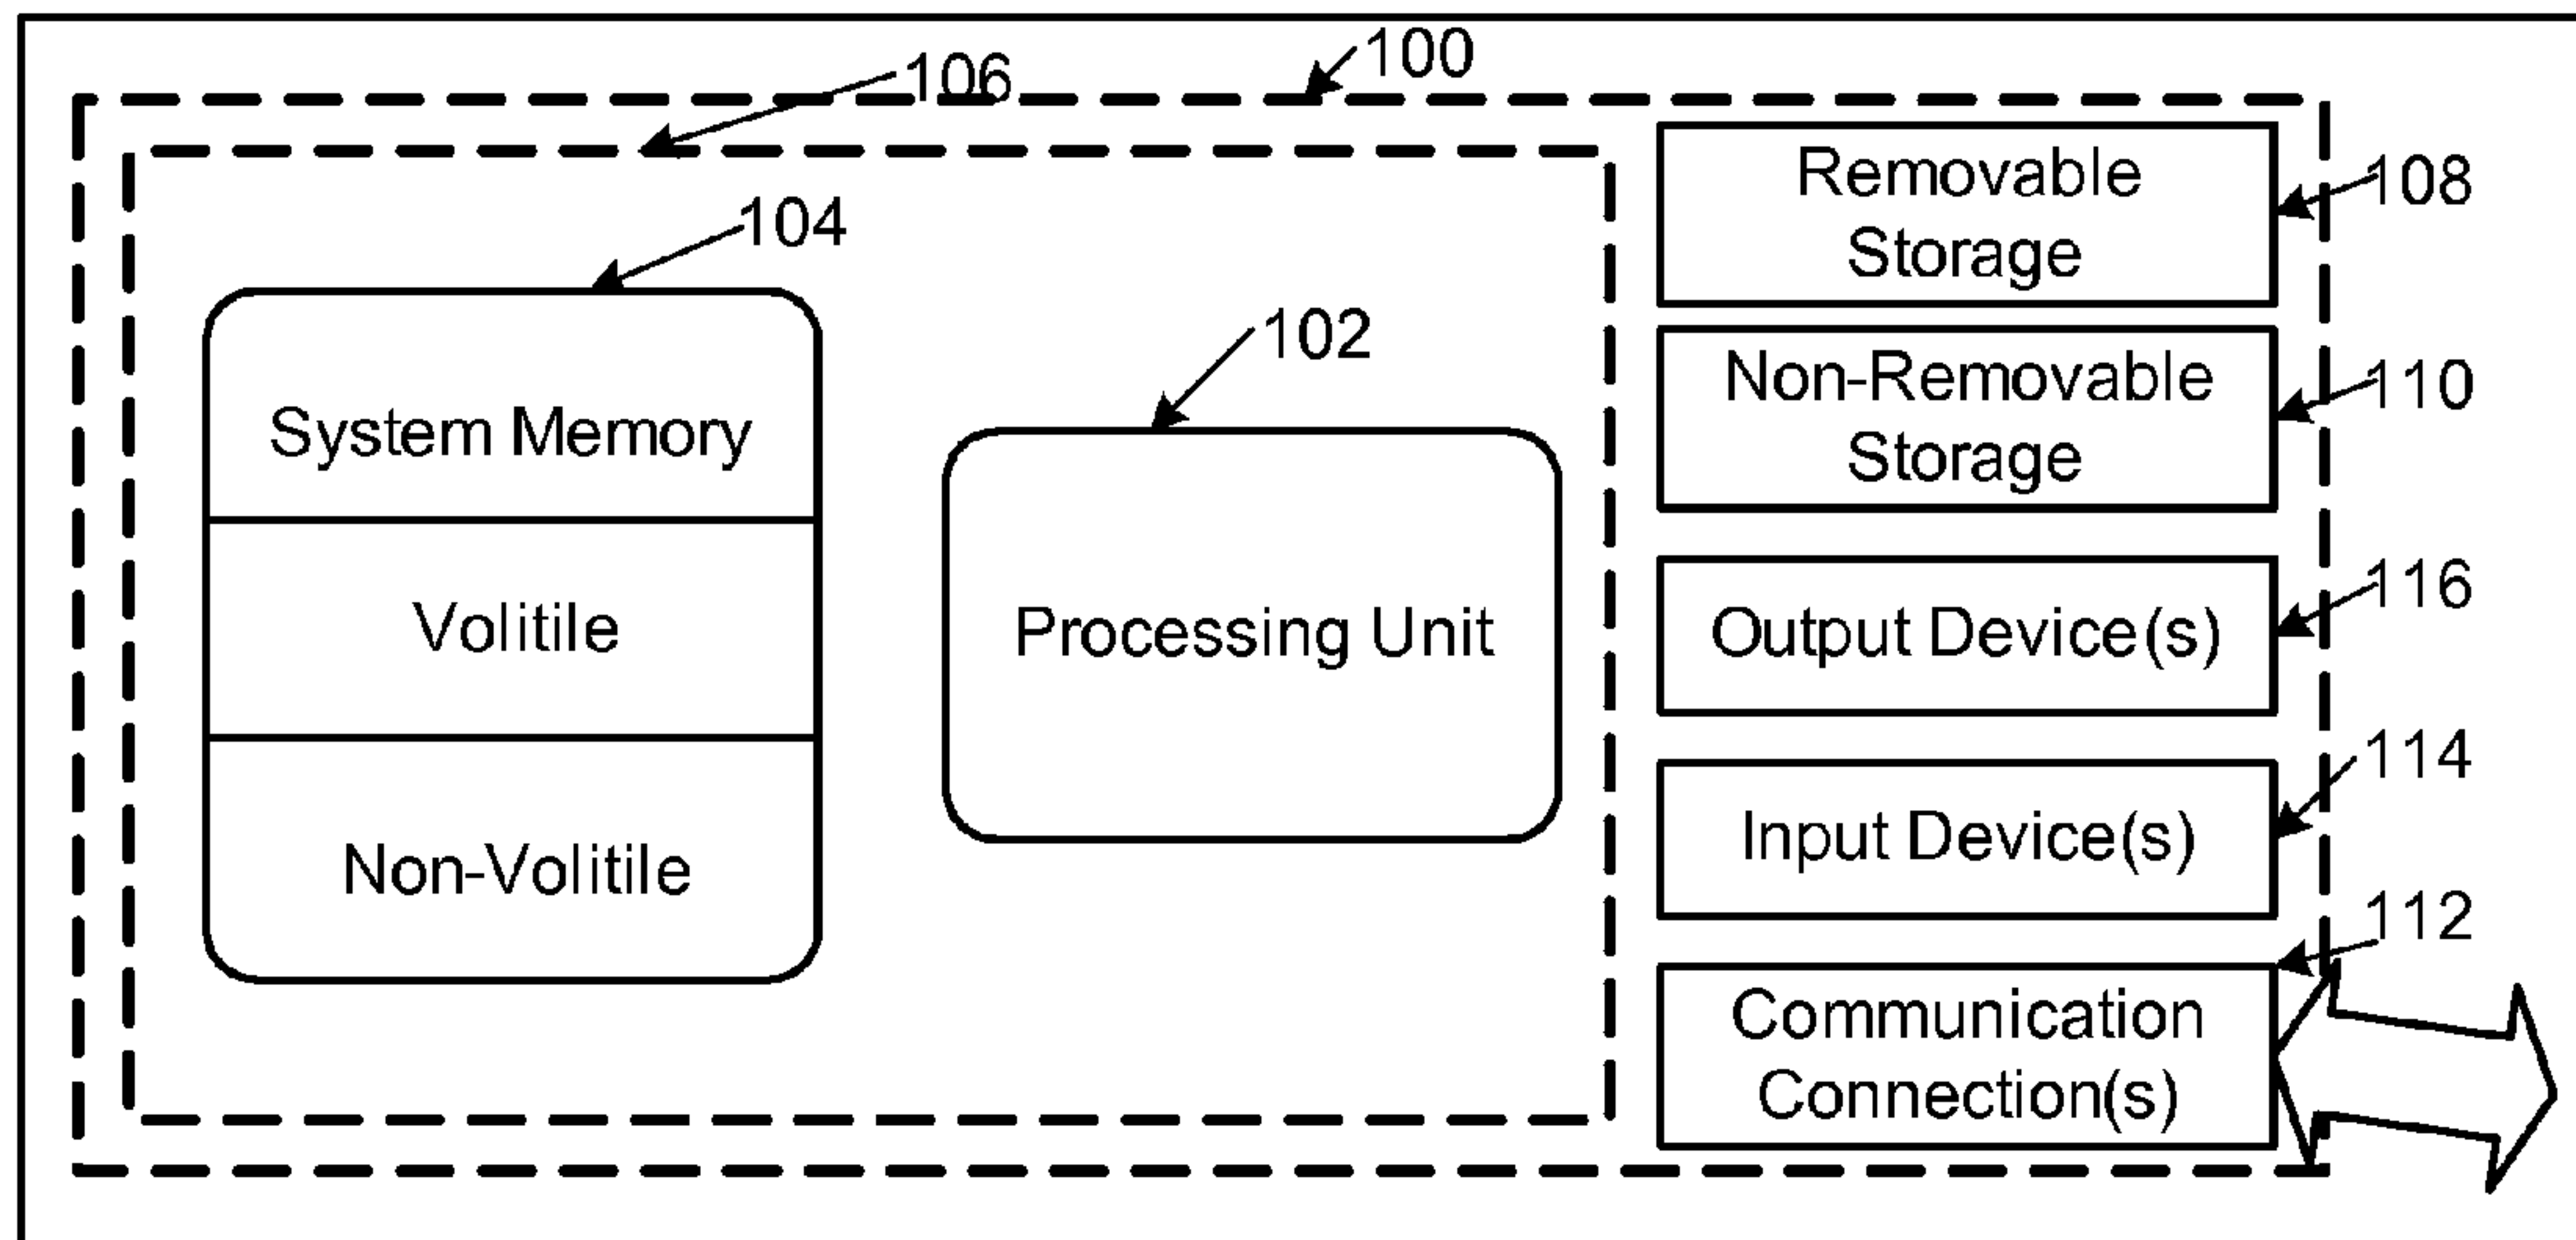 100
106
104
System Memory
Volitile
Non-Volitile
102
Processing Unit
Removable
Storage
108
Non-Removable
Storage
110
Output Device(s)
116
Input Device(s)
114
Communication
Connection(s)
112